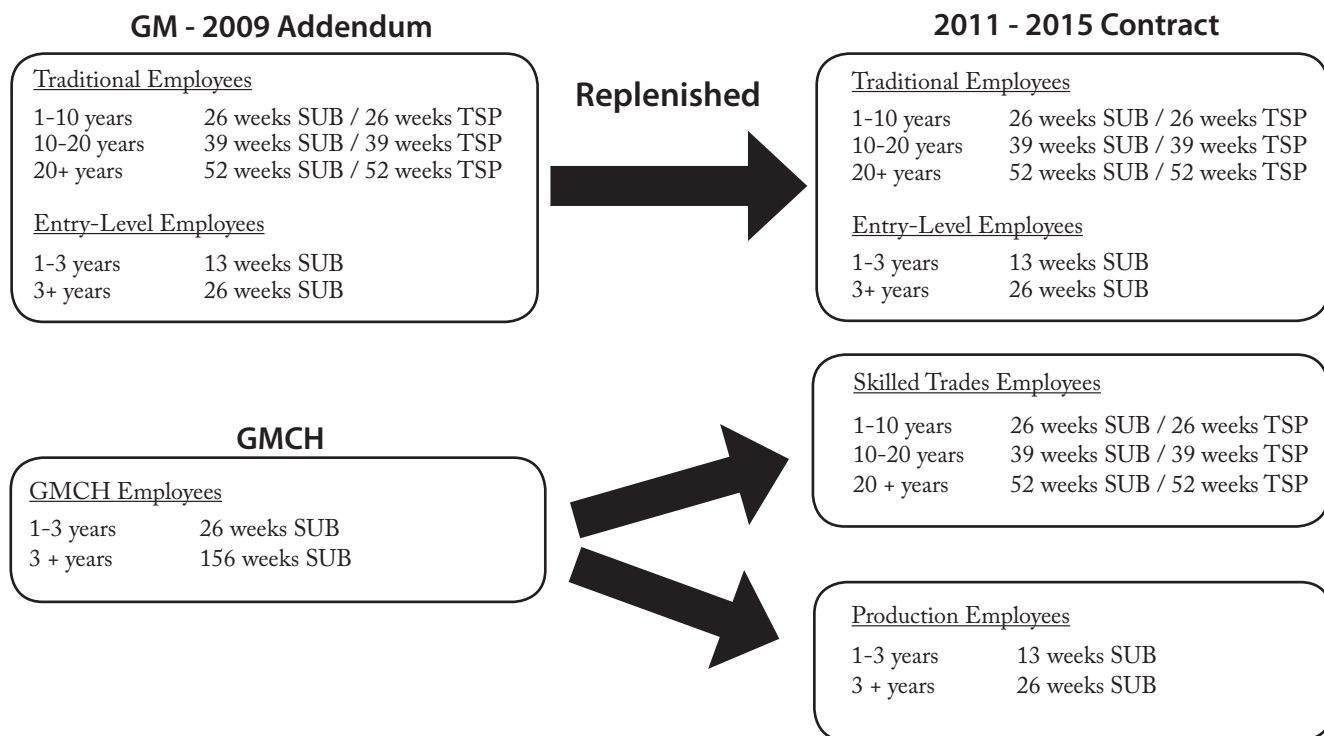 GM - 2009 Addendum
Traditional Employees
1-10 years 26 weeks SUB / 26 weeks TSP
10-20 years 39 weeks SUB / 39 weeks TSP
20+ years 52 weeks SUB / 52 weeks TSP
Entry-Level Employees
1-3 years 13 weeks SUB
3+ years 26 weeks SUB
Replenished
2011 - 2015 Contract
Traditional Employees
1-10 years 26 weeks SUB / 26 weeks TSP
10-20 years 39 weeks SUB / 39 weeks TSP
20+ years 52 weeks SUB / 52 weeks TSP
Entry-Level Employees
1-3 years 13 weeks SUB
3+ years 26 weeks SUB
GMCH
GMCH Employees
1-3 years 26 weeks SUB
3 + years 156 weeks SUB
Skilled Trades Employees
1-10 years 26 weeks SUB / 26 weeks TSP
10-20 years 39 weeks SUB / 39 weeks TSP
20 + years 52 weeks SUB / 52 weeks TSP
Production Employees
1-3 years 13 weeks SUB
3 + years 26 weeks SUB